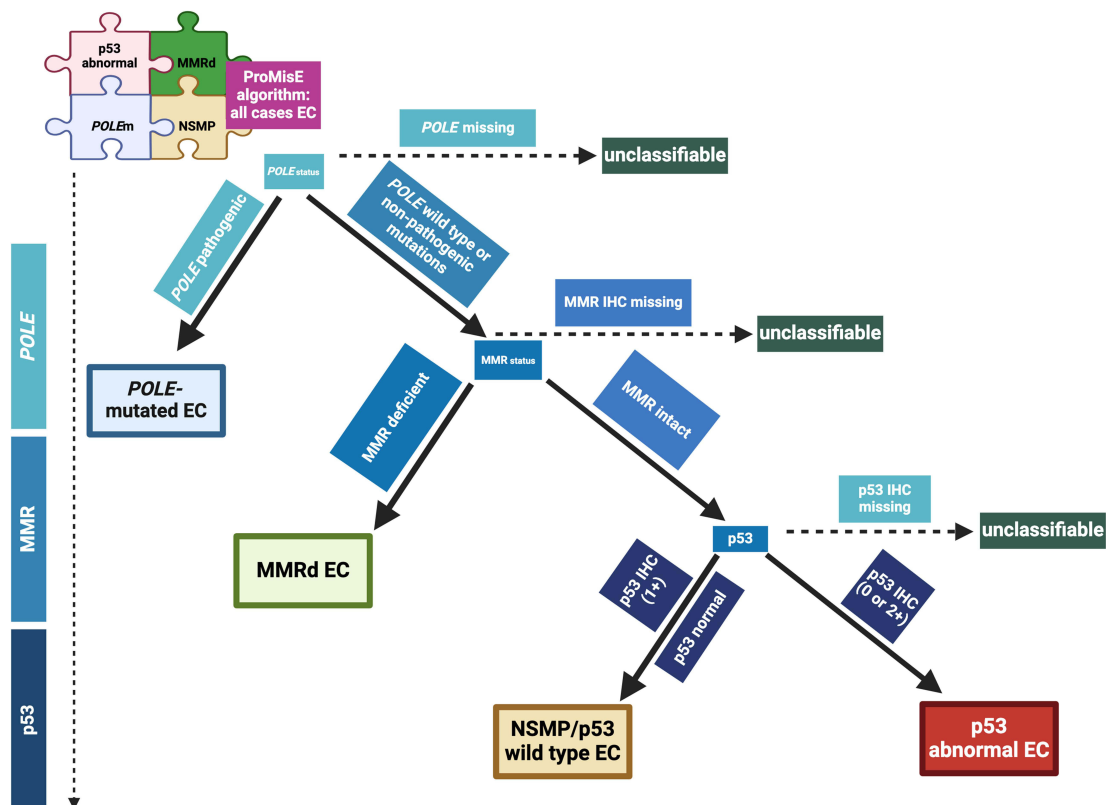 p53
abnormal
MMRd
POLEm
NSMP
ProMisE
algorithm:
all cases EC
POLE missing
unclassifiable
POLE status
POLE pathogenic
POLE wild type or
non-pathogenic
mutations
MMR IHC missing
unclassifiable
MMR status
POLE
POLE-
mutated EC
MMR deficient
MMR intact
p53 IHC
missing
unclassifiable
MMR
p53
MMRd EC
p53 IHC
(1+)
p53 normal
p53 IHC
(0 or 2+)
p53
NSMP/p53
wild type EC
p53
abnormal EC